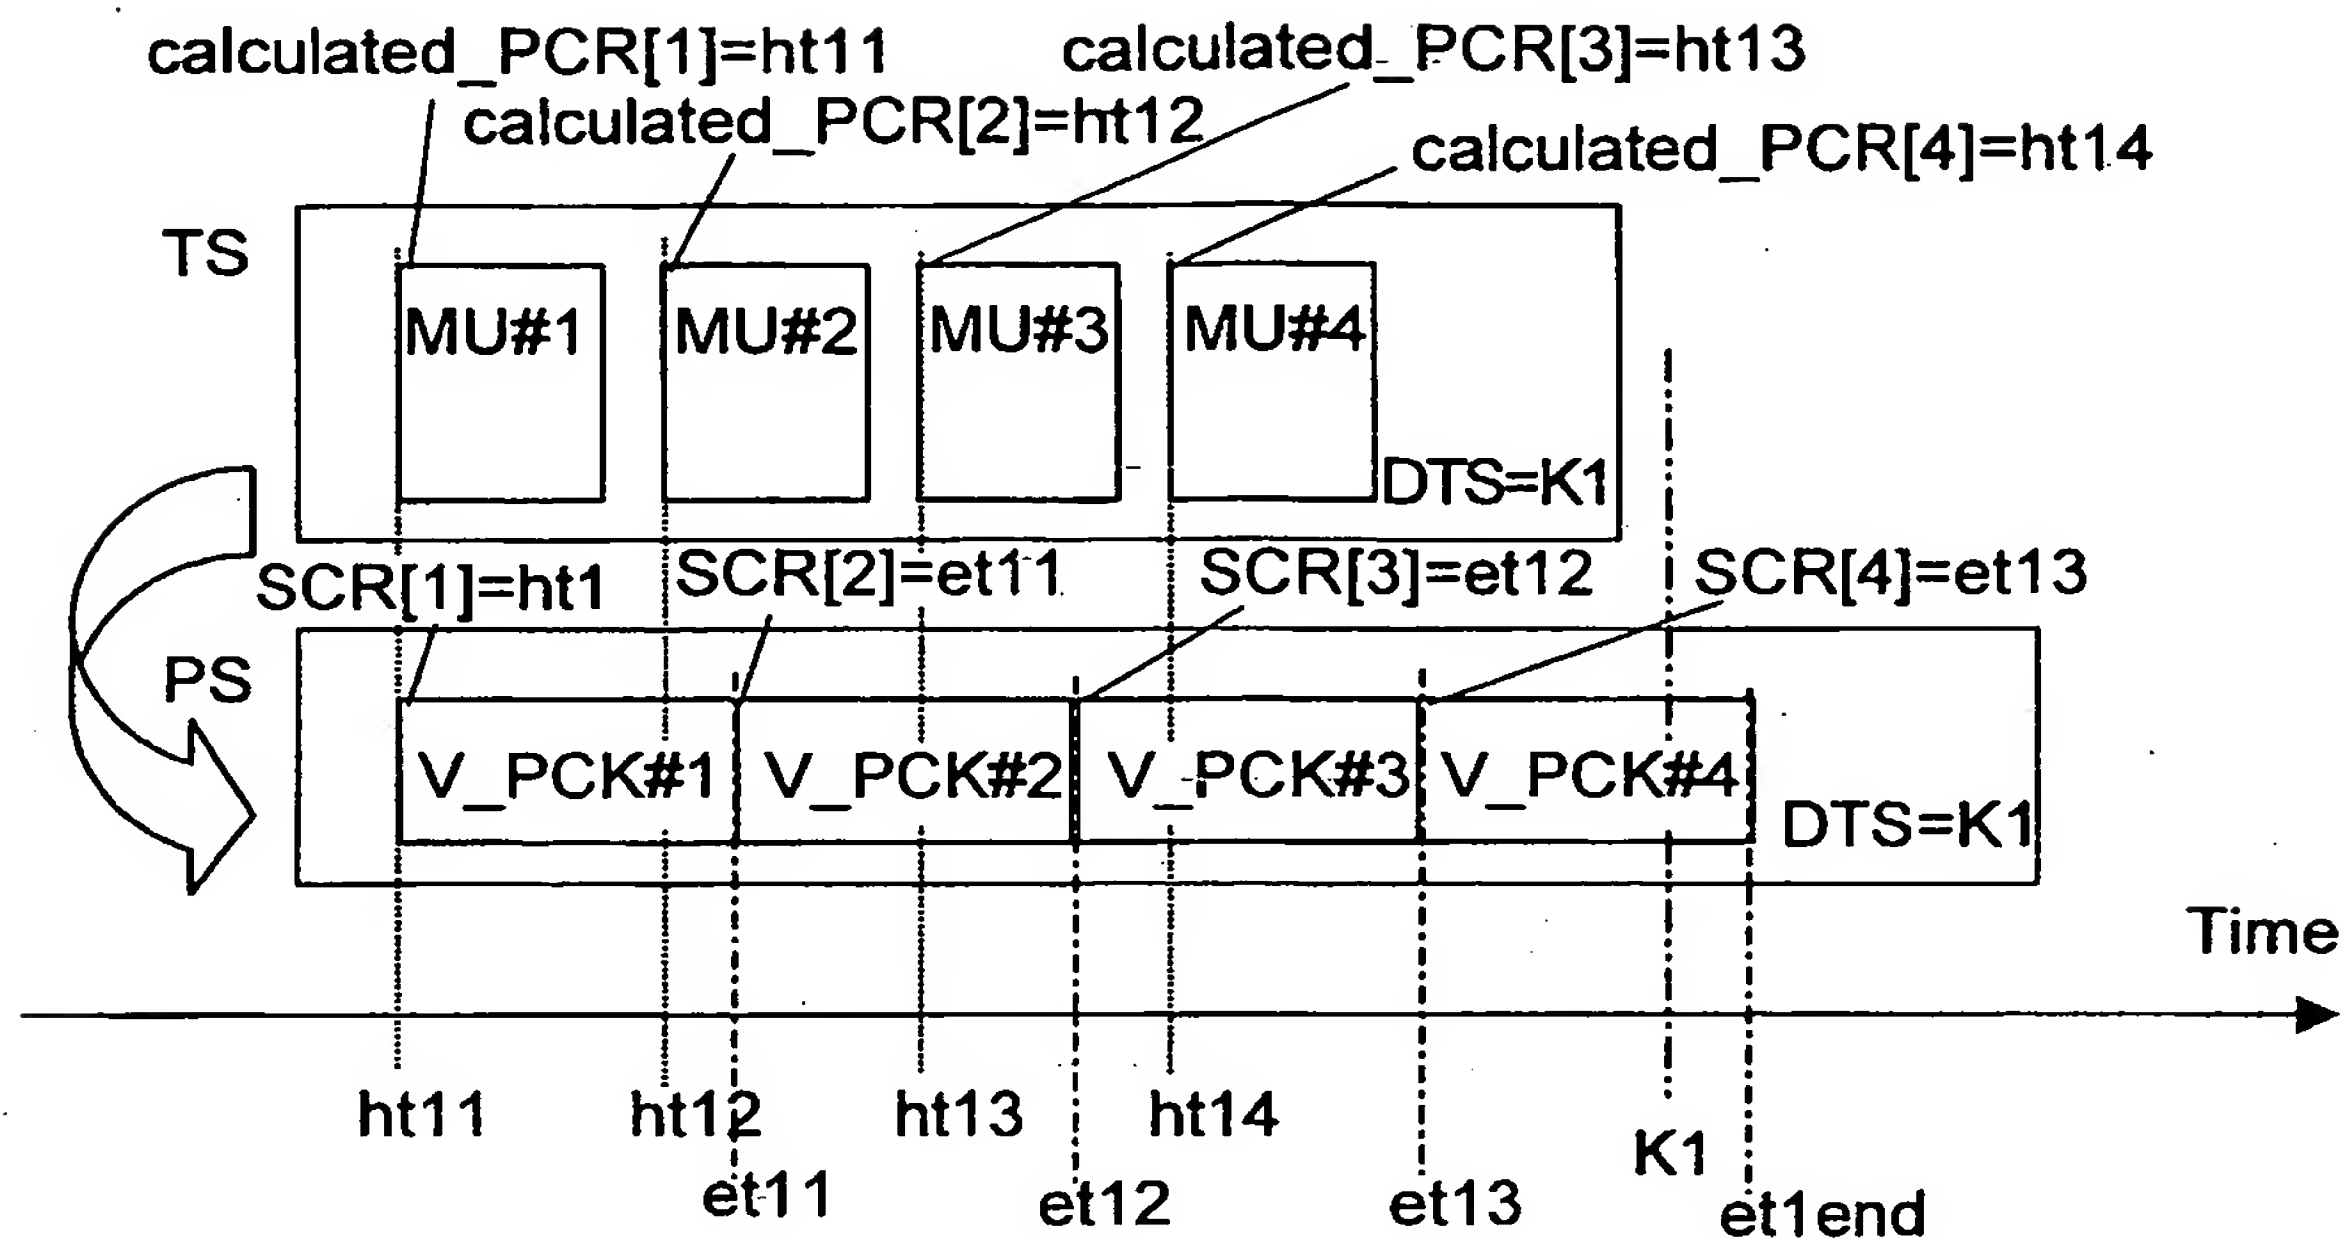 calculated_PCR[1]=ht11
calculated_PCR[3]=ht13
calculated_PCR[2]=ht12
calculated_PCR[4]=ht14
TS
MU#1
MU#2
MU#3
MU#4
DTS=K1
SCR[1]=ht1
SCR[2]=et11
SCR[3]=et12
SCR[4]=et13
PS
V_PCK#1
V_PCK#2
V_PCK#3
V_PCK#4
DTS=K1
Time
ht11
ht12
ht13
ht14
K1
et11
et12
et13
et1end